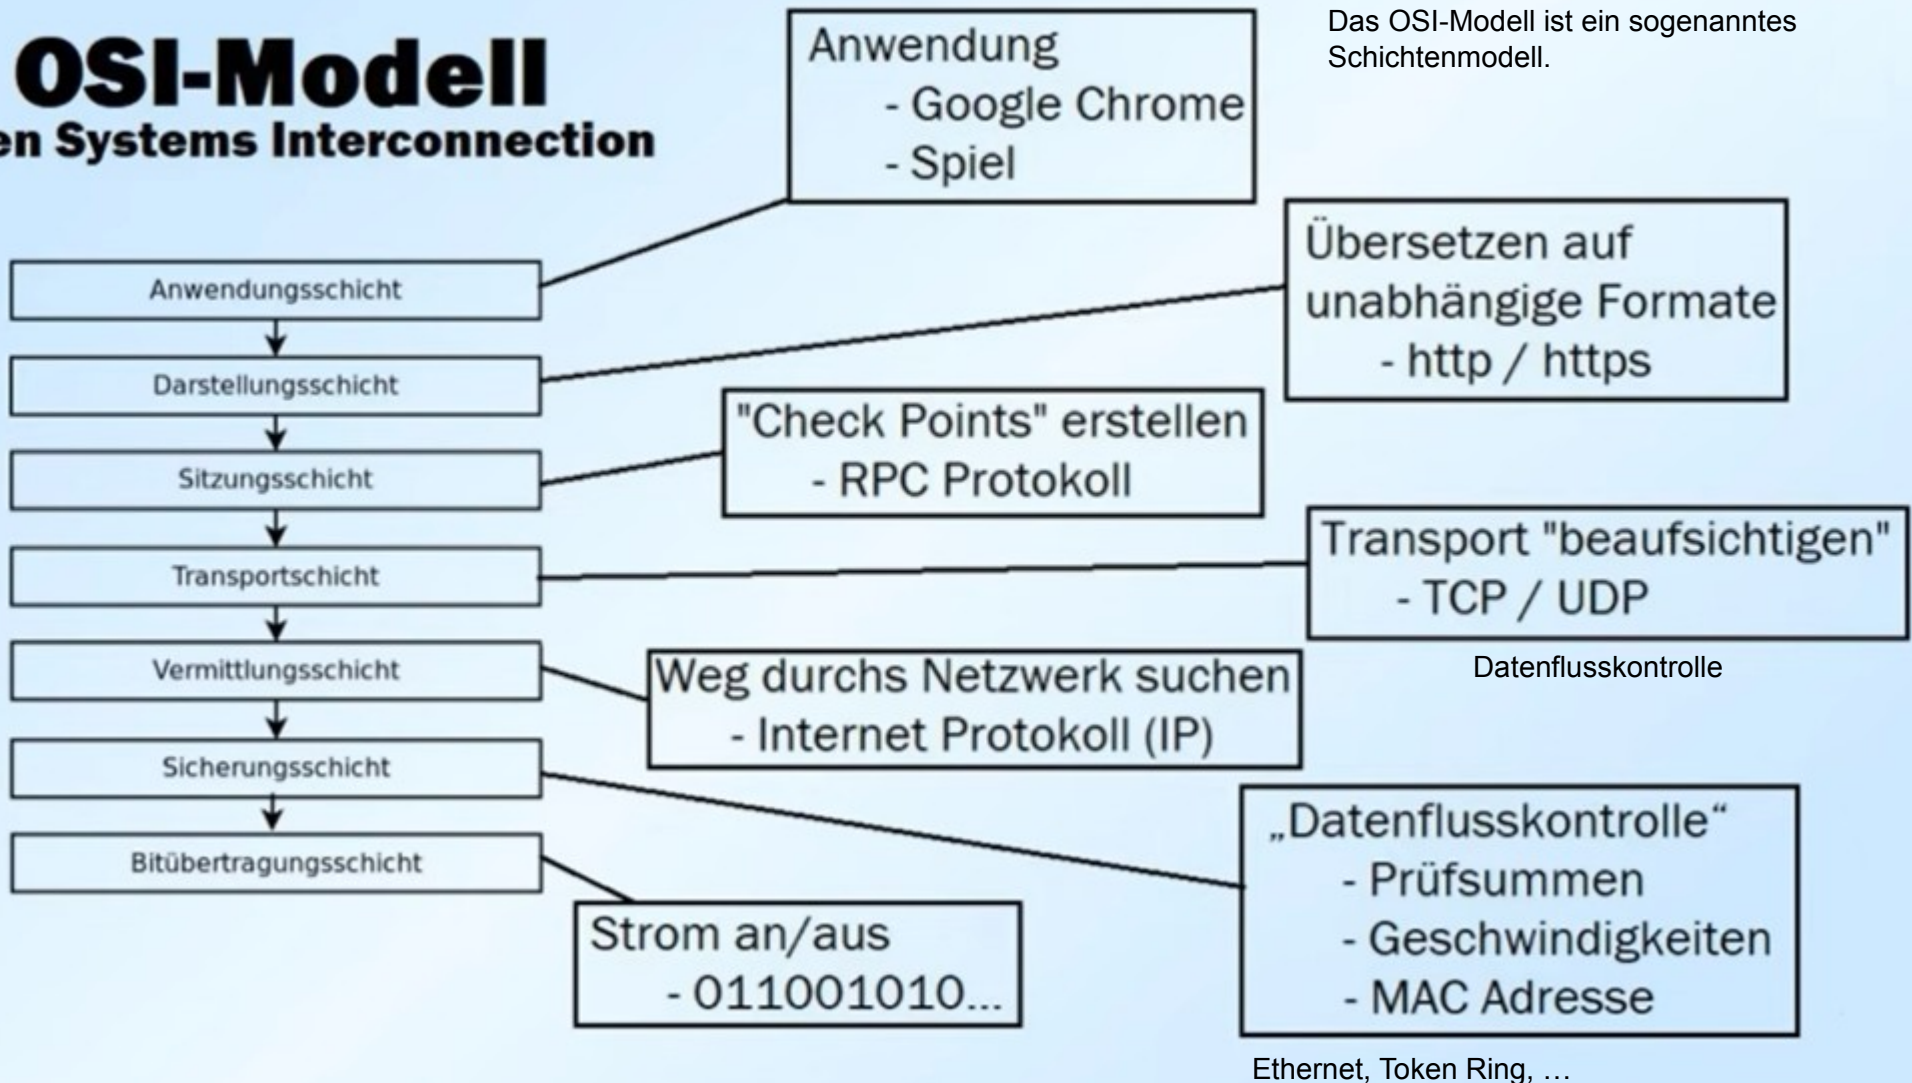 OSI-Modell
en Systems Interconnection
Das OSI-Modell ist ein sogenanntes
Schichtenmodell.
Anwendung
- Google Chrome
- Spiel
Anwendungsschicht
Übersetzen auf
unabhängige Formate
- http / https
Darstellungsschicht
"Check Points" erstellen
- RPC Protokoll
Sitzungsschicht
Transport "beaufsichtigen"
- TCP / UDP
Datenflusskontrolle
Transportschicht
Weg durchs Netzwerk suchen
- Internet Protokoll (IP)
Vermittlungsschicht
Sicherungsschicht
„Datenflusskontrolle“
- Prüfsummen
- Geschwindigkeiten
- MAC Adresse
Ethernet, Token Ring, …
Bitübertragungsschicht
Strom an/aus
- 011001010...